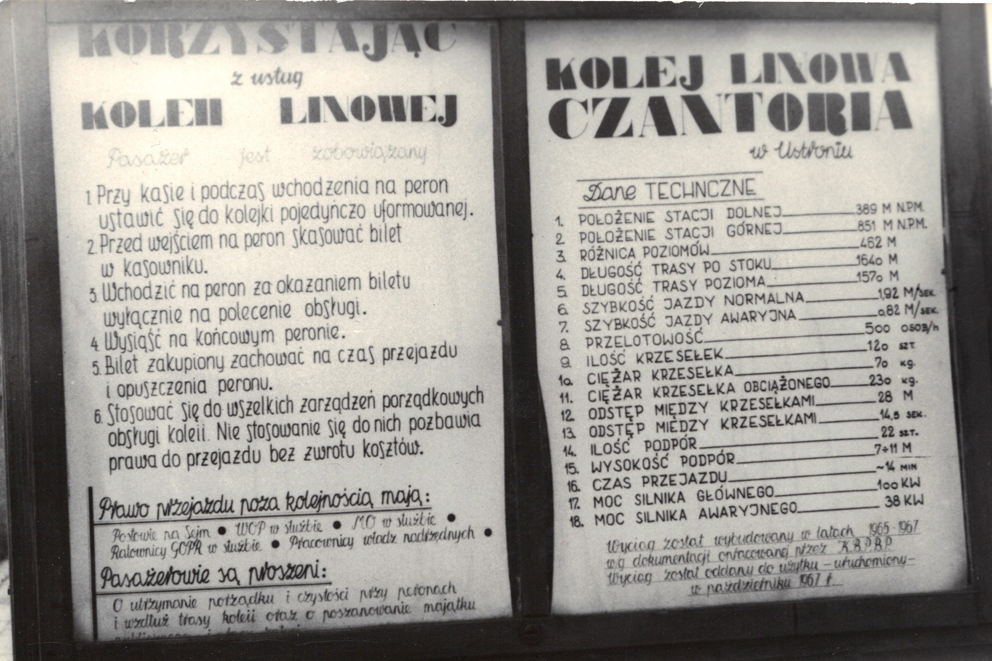 KORZYSTAJĄC
z usług
KOLEII LINOWEJ
Pasażer jest zobowiązany
1. Przy kasie i podczas wchodzenia na peron
ustawić się do kolejki pojedyńczo uformowanej.
2. Przed wejściem na peron skasować bilet
w kasowniku.
3. Wchodzić na peron za okazaniem biletu
wyłącznie na polecenie obsługi.
4. Wysiąść na końcowym peronie.
5. Bilet zakupiony zachować na czas przejazdu
i opuszczenia peronu.
6. Stosować się do wszelkich zarządzeń porządkowych
obsługi koleii. Nie stosowanie się do nich pozbawia
prawa do przejazdu bez zwrotu kosztów.
Prawo przejazdu poza kolejnością mają:
Posłowie na Sejm • WOP w służbie • MO w służbie •
Ratownicy GOPR w służbie • Pracownicy władz nadrzędnych •
Pasażerowie są proszeni:
O utrzymanie porządku i czystości przy peronach
i wzdłuż trasy koleii oraz o poszanowanie majątku
KOLEJ LINOWA
CZANTORIA
w Ustroniu
Dane TECHNICZNE
1. POŁOŻENIE STACJI DOLNEJ 389 M N.P.M.
2. POŁOŻENIE STACJI GÓRNEJ 851 M N.P.M.
3. RÓŻNICA POZIOMÓW 462 M
4. DŁUGOŚĆ TRASY PO STOKU 1640 M
5. DŁUGOŚĆ TRASY POZIOMA 1570 M
6. SZYBKOŚĆ JAZDY NORMALNA 1,92 M/SEK.
7. SZYBKOŚĆ JAZDY AWARYJNA 0,82 M/SEK.
8. PRZELOTOWOŚĆ 500 OSOB/h
9. ILOŚĆ KRZESEŁEK 120 SZT.
10. CIĘŻAR KRZESEŁKA 70 kg.
11. CIĘŻAR KRZESEŁKA OBCIĄŻONEGO 230 kg.
12. ODSTĘP MIĘDZY KRZESEŁKAMI 28 M
13. ODSTĘP MIĘDZY KRZESEŁKAMI 14,5 SEK.
14. ILOŚĆ PODPÓR 22 SZT.
15. WYSOKOŚĆ PODPÓR 7÷11 M
16. CZAS PRZEJAZDU ~14 MIN
17. MOC SILNIKA GŁÓWNEGO 100 KW
18. MOC SILNIKA AWARYJNEGO 38 KW
Wyciąg został wybudowany w latach 1965-1967
wg dokumentacji opracowanej przez K.B.P.B.P.
Wyciąg został oddany do użytku – uruchomiony –
w październiku 1967 r.